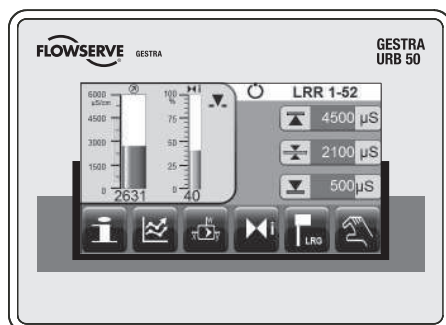 FLOWSERVE GESTRA
GESTRA
URB 50
6000
µS/cm
4500
3000
1500
0
2631
100
%
75
50
25
0
40
LRR 1-52
4500 µS
2100 µS
500 µS
i
M
i
LRG